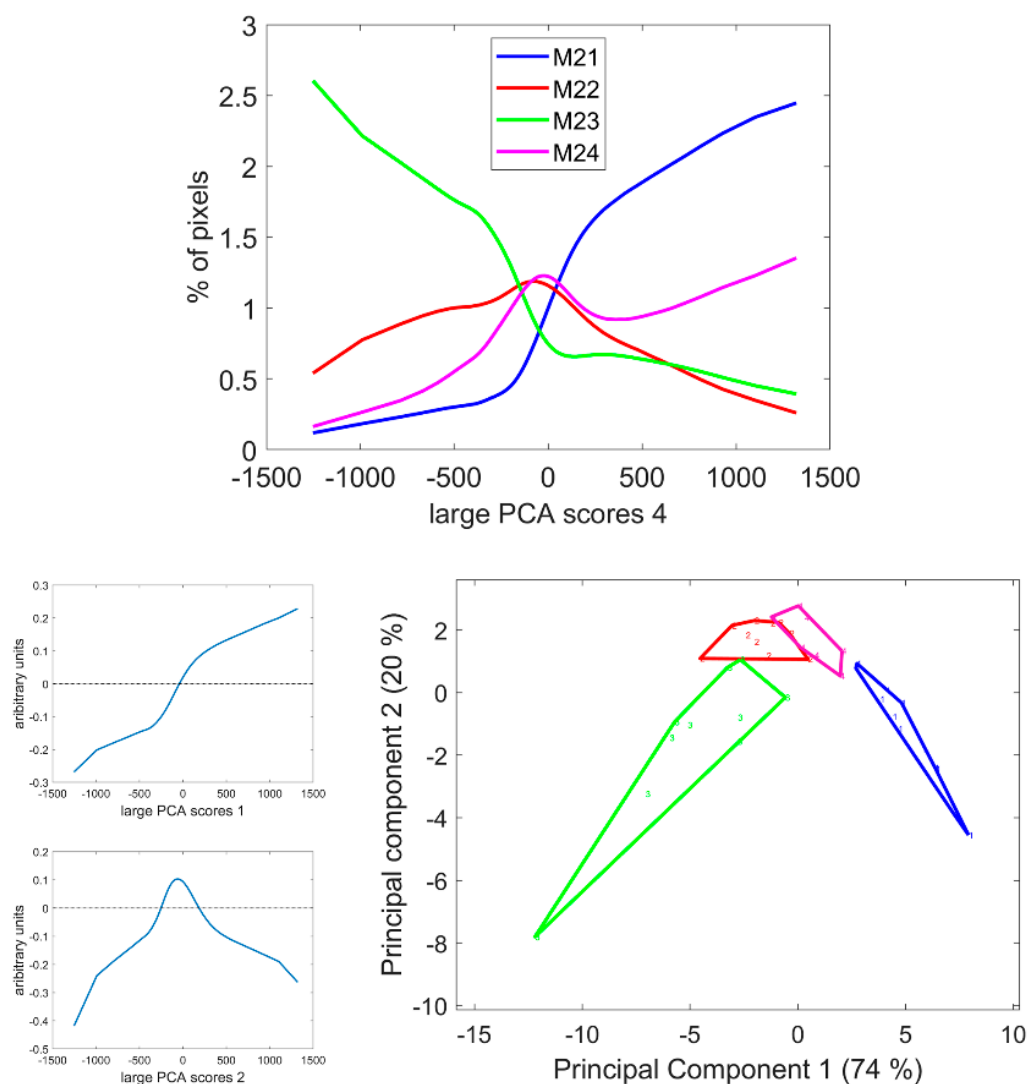 3
2.5
2
1.5
1
0.5
0
% of pixels
M21
M22
M23
M24
-1500 -1000 -500 0 500 1000 1500
large PCA scores 4
0.3
0.2
0.1
0
-0.1
-0.2
-0.3
aribitrary units
-1500 -1000 -500 0 500 1000 1500
large PCA scores 1
0.2
0.1
0
-0.1
-0.2
-0.3
-0.4
-0.5
aribitrary units
-1500 -1000 -500 0 500 1000 1500
large PCA scores 2
2
0
-2
-4
-6
-8
-10
Principal component 2 (20 %)
-15 -10 -5 0 5 10
Principal Component 1 (74 %)